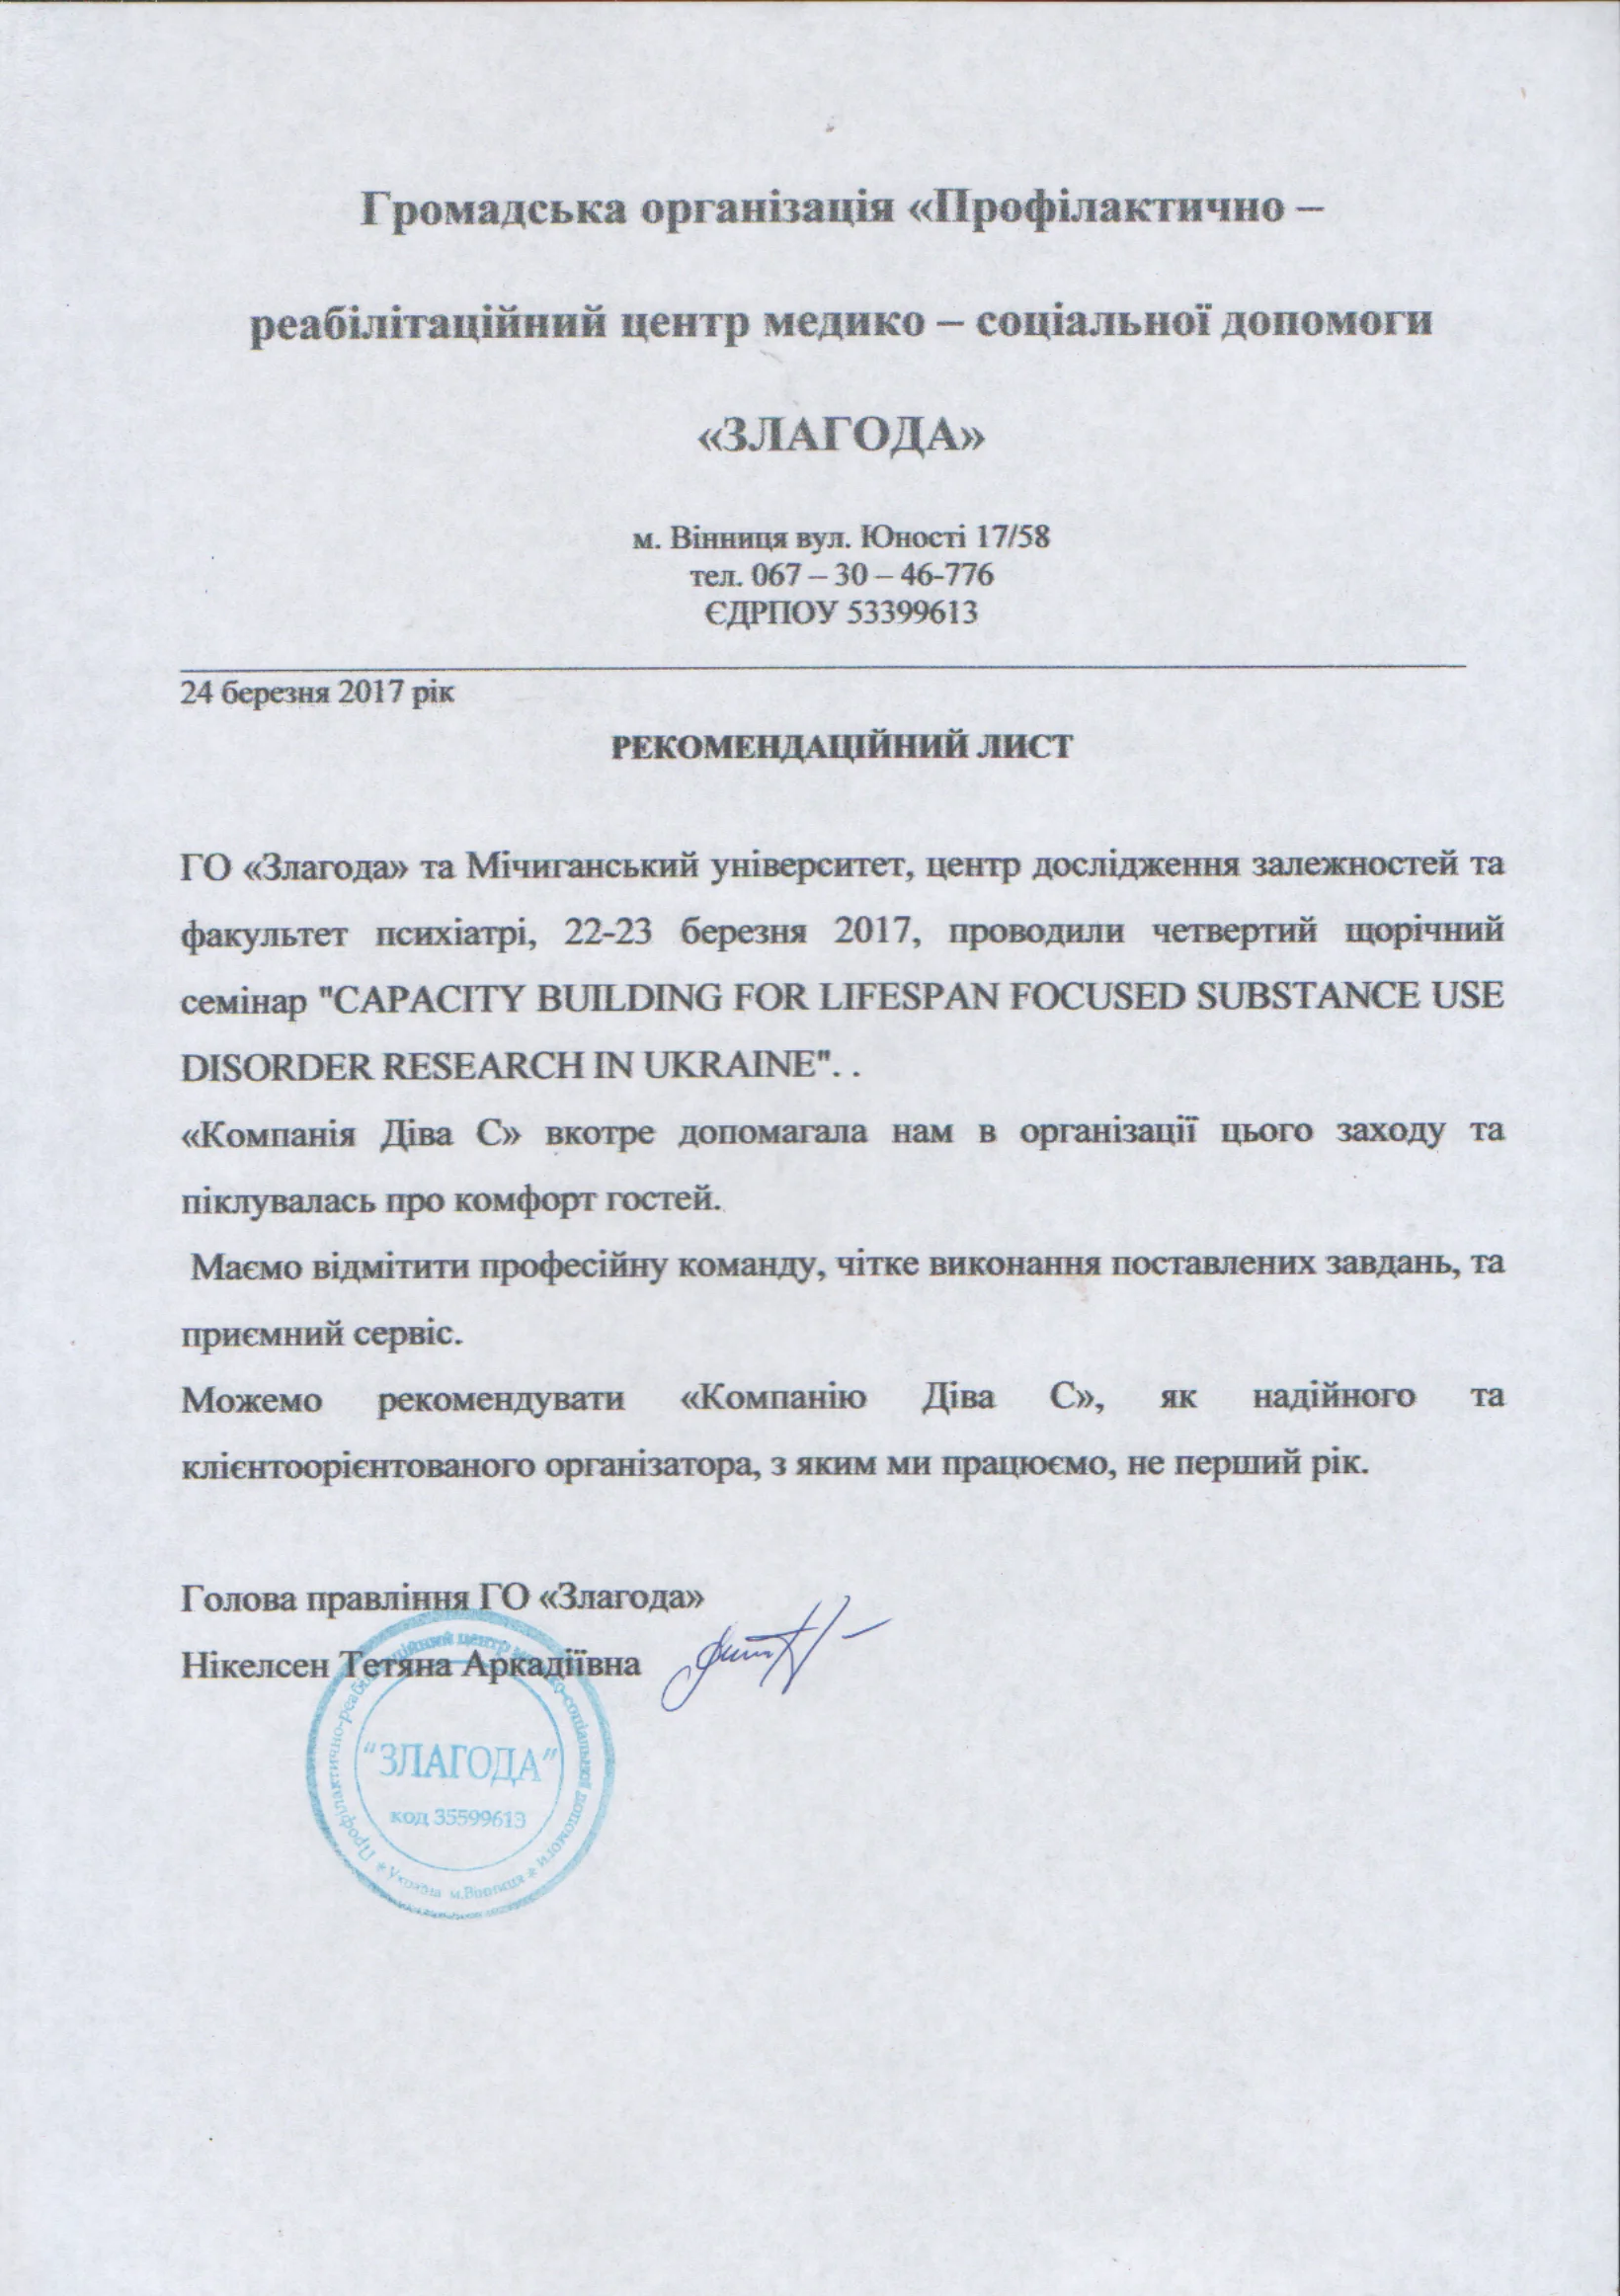 Громадська організація «Профілактично –
реабілітаційний центр медико – соціальної допомоги
«ЗЛАГОДА»
м. Вінниця вул. Юності 17/58
тел. 067 – 30 – 46-776
ЄДРПОУ 53399613
24 березня 2017 рік
РЕКОМЕНДАЦІЙНИЙ ЛИСТ
ГО «Злагода» та Мічиганський університет, центр дослідження залежностей та
факультет психіатрі, 22-23 березня 2017, проводили четвертий щорічний
семінар "CAPACITY BUILDING FOR LIFESPAN FOCUSED SUBSTANCE USE
DISORDER RESEARCH IN UKRAINE". .
«Компанія Діва С» вкотре допомагала нам в організації цього заходу та
піклувалась про комфорт гостей.
Маємо відмітити професійну команду, чітке виконання поставлених завдань, та
приємний сервіс.
Можемо рекомендувати «Компанію Діва С», як надійного та
клієнтоорієнтованого організатора, з яким ми працюємо, не перший рік.
Голова правління ГО «Злагода»
Нікелсен Тетяна Аркадіївна
Профілактично-реабілітаційний центр медико-соціальної допомоги
"ЗЛАГОДА"
код 35599613
* Україна м.Вінниця *